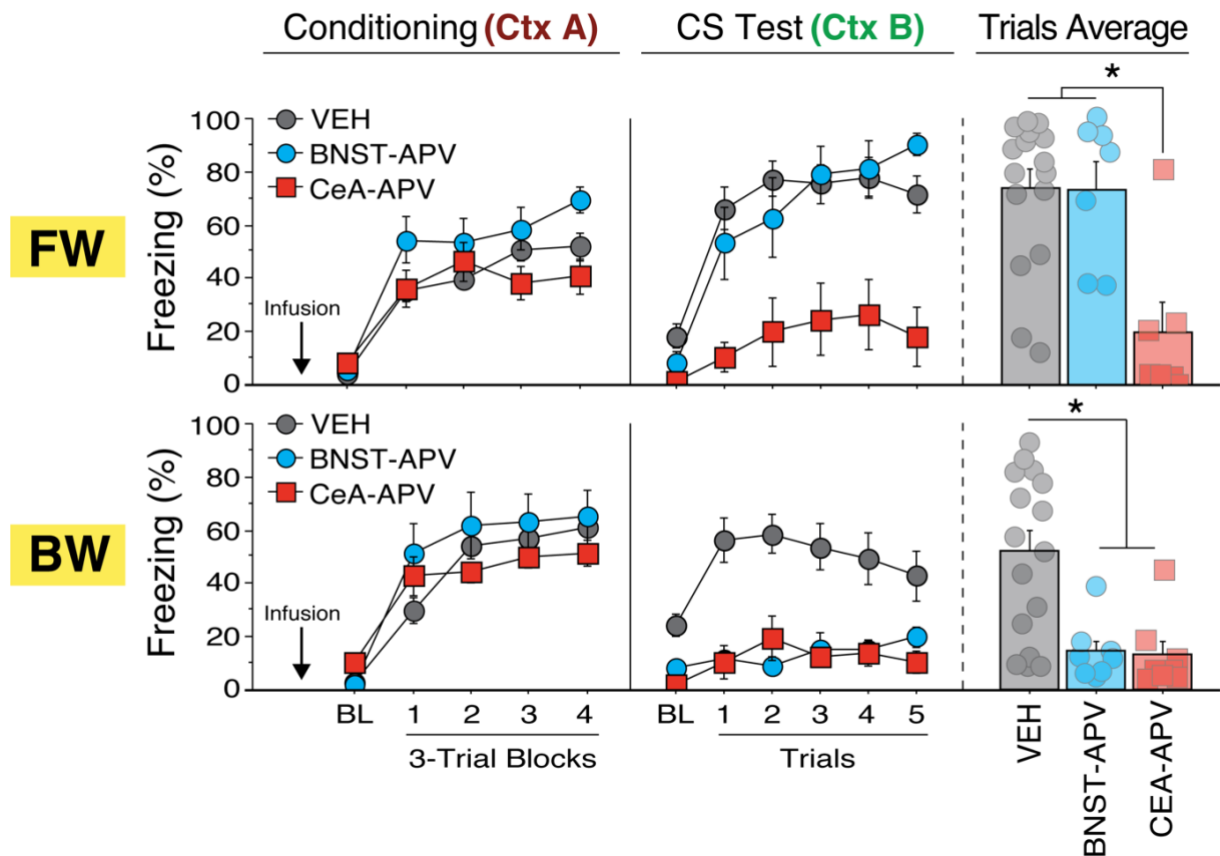 Conditioning (Ctx A)
CS Test (Ctx B)
Trials Average
FW
Freezing (%)
100
80
60
40
20
0
VEH
BNST-APV
CeA-APV
Infusion
*
BW
Freezing (%)
100
80
60
40
20
0
VEH
BNST-APV
CeA-APV
Infusion
*
BL 1 2 3 4
3-Trial Blocks
BL 1 2 3 4 5
Trials
VEH
BNST-APV
CEA-APV